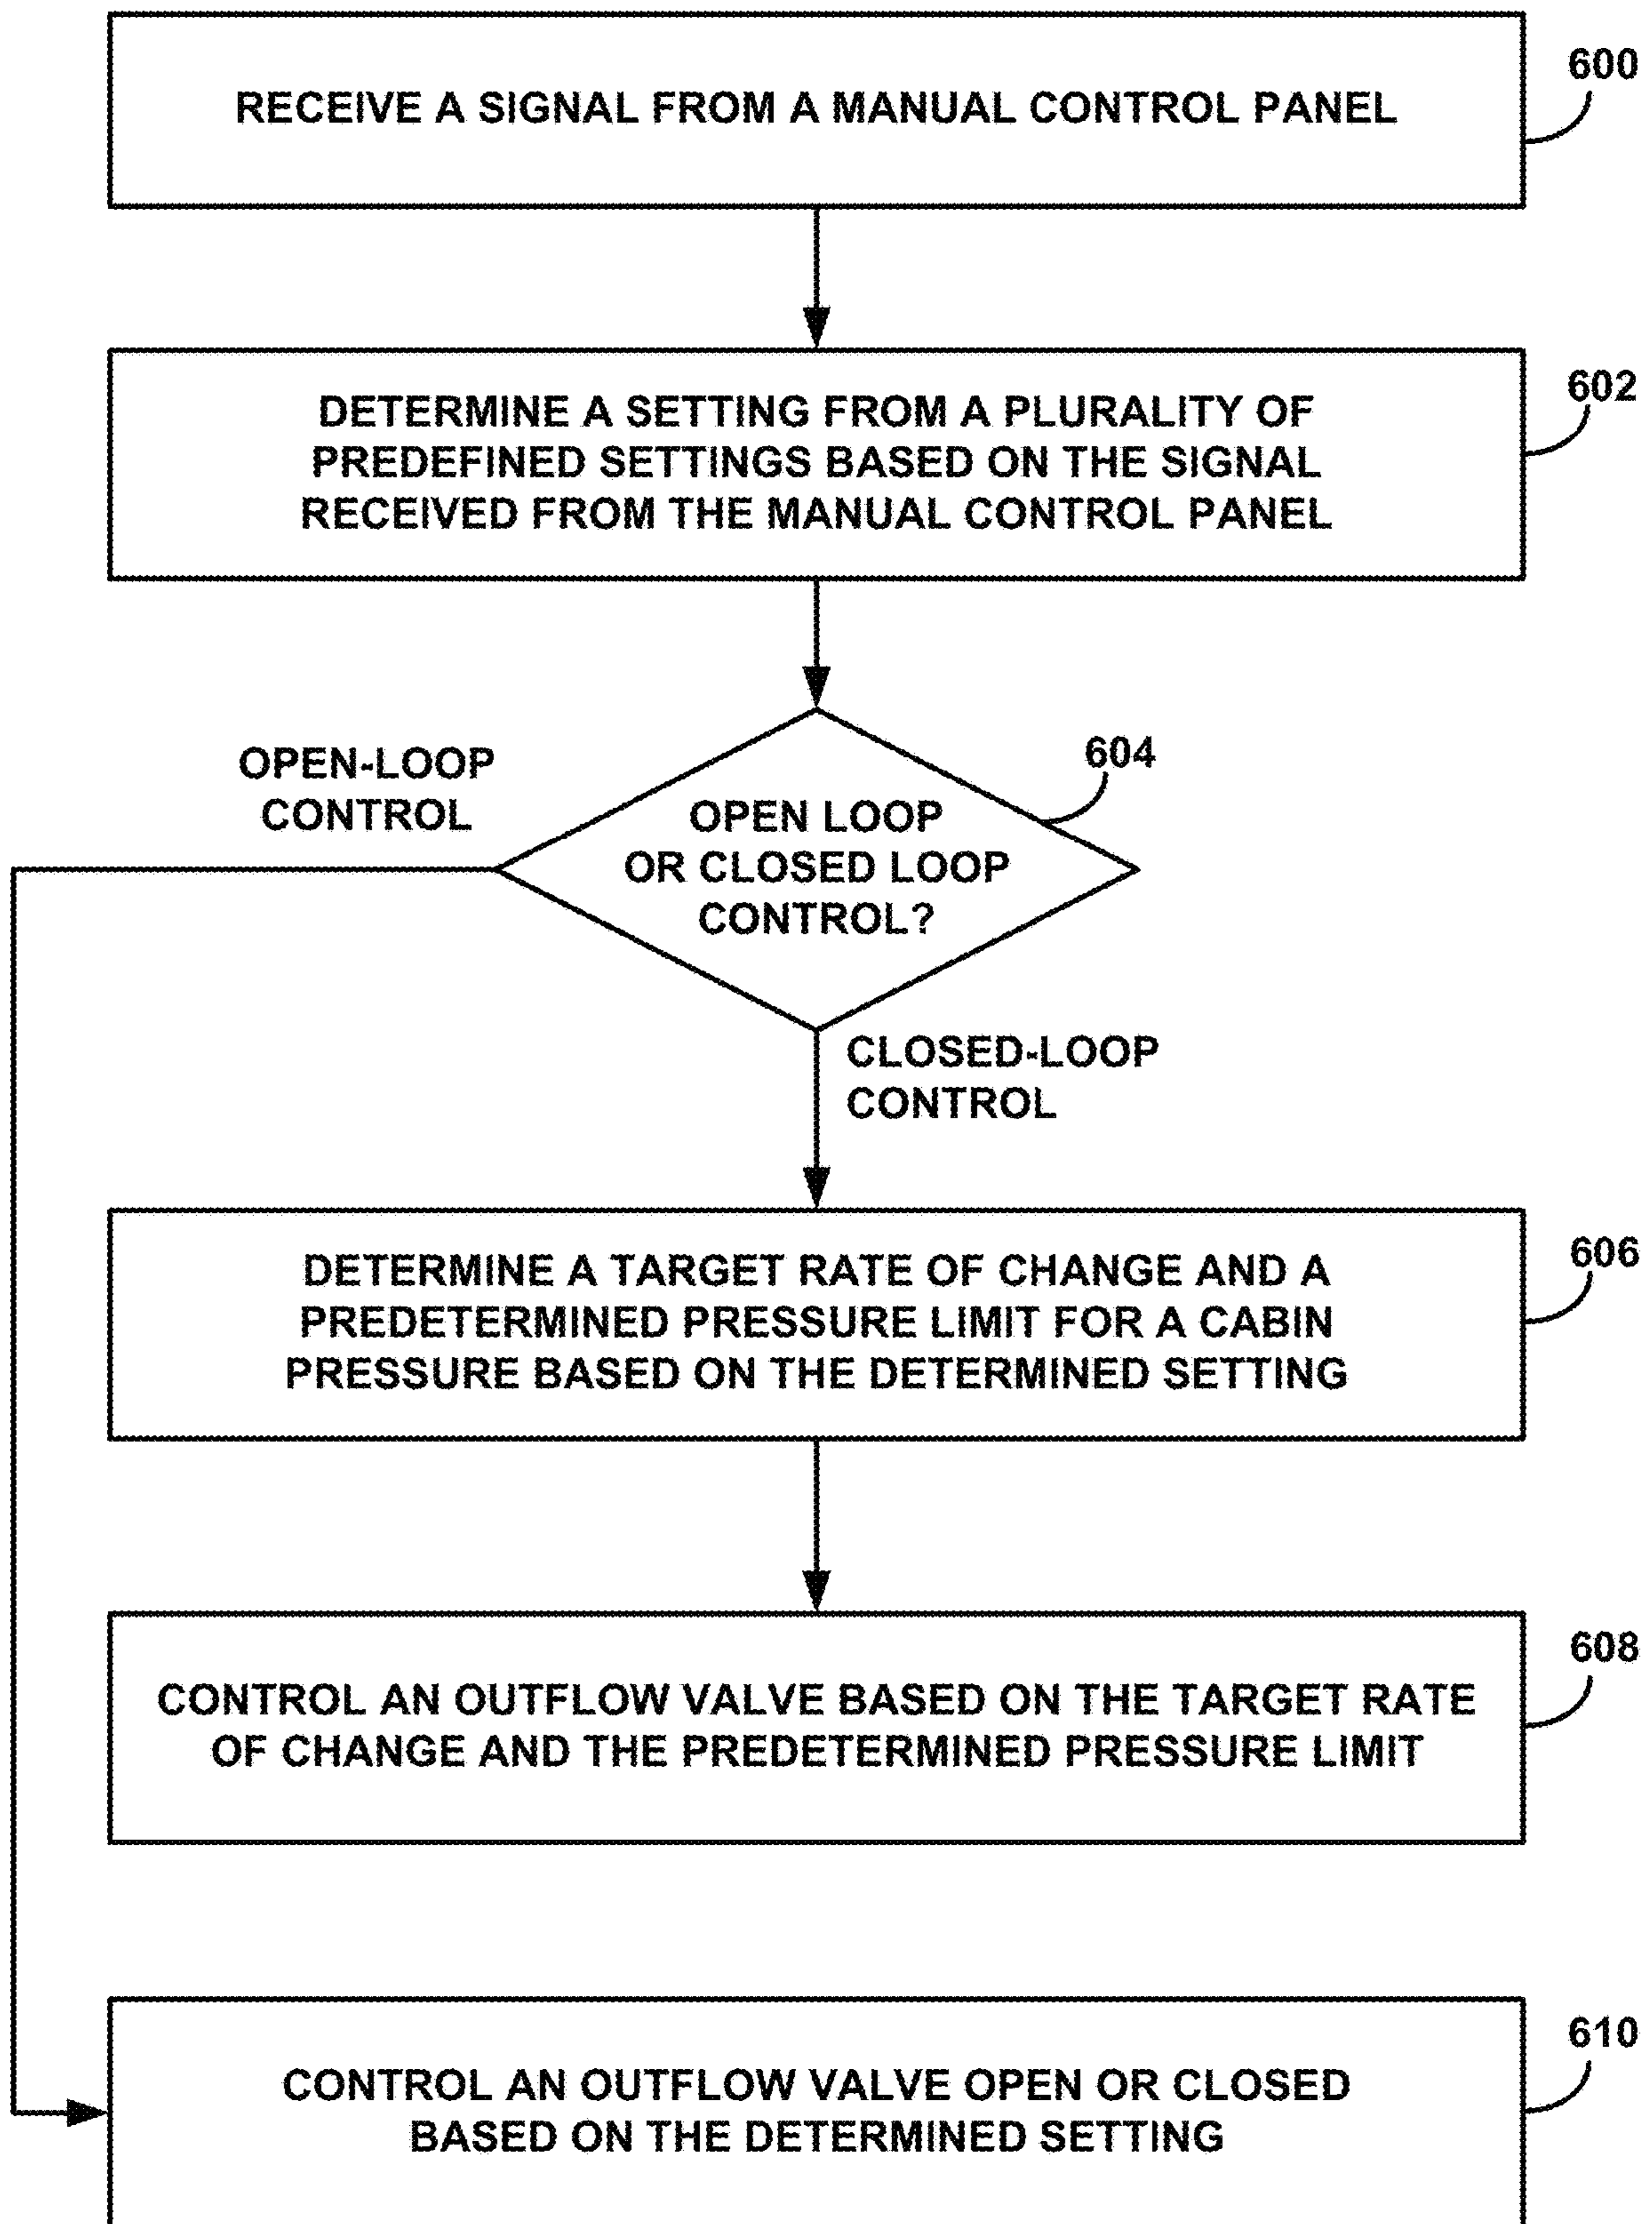 600
RECEIVE A SIGNAL FROM A MANUAL CONTROL PANEL
602
DETERMINE A SETTING FROM A PLURALITY OF
PREDEFINED SETTINGS BASED ON THE SIGNAL
RECEIVED FROM THE MANUAL CONTROL PANEL
604
OPEN-LOOP
CONTROL
OPEN LOOP
OR CLOSED LOOP
CONTROL?
CLOSED-LOOP
CONTROL
606
DETERMINE A TARGET RATE OF CHANGE AND A
PREDETERMINED PRESSURE LIMIT FOR A CABIN
PRESSURE BASED ON THE DETERMINED SETTING
608
CONTROL AN OUTFLOW VALVE BASED ON THE TARGET RATE
OF CHANGE AND THE PREDETERMINED PRESSURE LIMIT
610
CONTROL AN OUTFLOW VALVE OPEN OR CLOSED
BASED ON THE DETERMINED SETTING